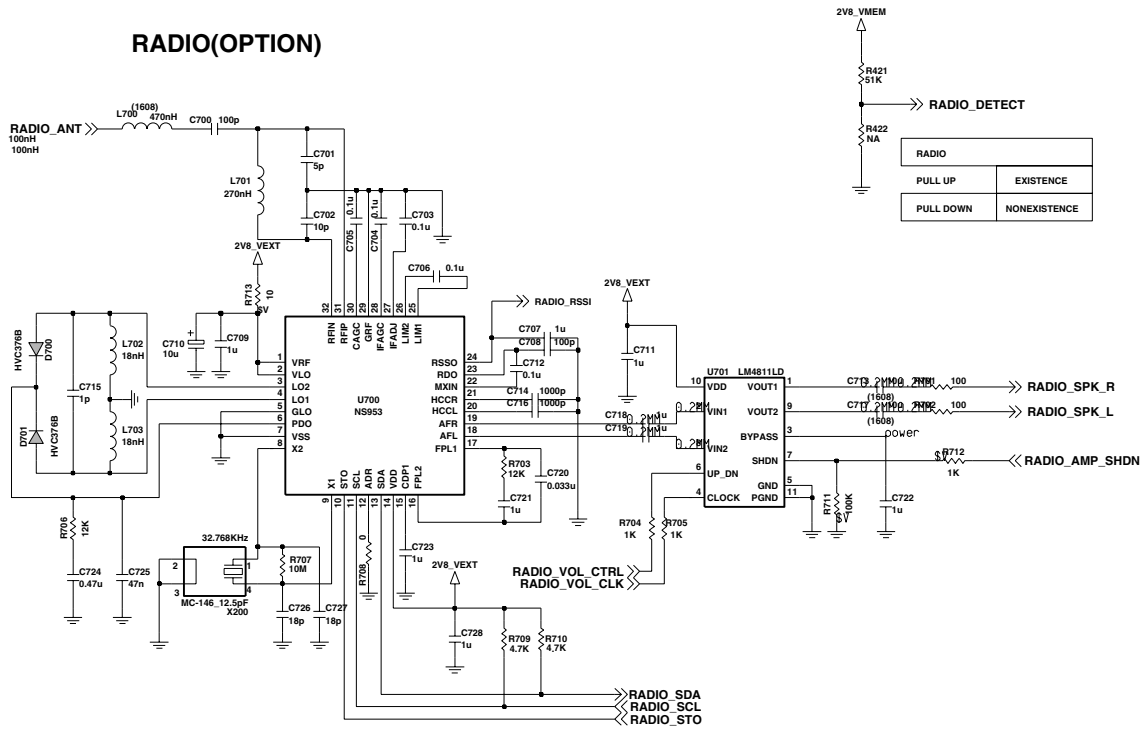 RADIO(OPTION)
2V8_VMEM
R421
51K
RADIO_DETECT
R422
NA
RADIO
PULL UP EXISTENCE
PULL DOWN NONEXISTENCE
RADIO_ANT
100nH
100nH
(1608)
L700 470nH
C700 100p
C701
5p
L701
270nH
C702
10p
C705 0.1u
C704 0.1u
C703
0.1u
2V8_VEXT
R713 10
C706 0.1u
RADIO_RSSI
C710
10u
C709
1u
HVC376B
D700
L702
18nH
C715
1p
L703
18nH
D701
HVC376B
32 31 30 29 28 27 26 25
RFIN RFIP CAGC GRF IFAGC IFADJ LIM2 LIM1
1 VRF
2 VLO
3 LO2
4 LO1
5 GLO
6 PDO
7 VSS
8 X2
U700
NS953
RSSO 24
RDO 23
MXIN 22
HCCR 21
HCCL 20
AFR 19
AFL 18
FPL1 17
X1 STO SCL ADR SDA VDD CDP1 FPL2
9 10 11 12 13 14 15 16
C707 1u
C708 100p
C712
0.1u
C714 1000p
C716 1000p
C718
C719
2V8_VEXT
C711
1u
U701 LM4811LD
10 VDD
VIN1
VIN2
6 UP_DN
4 CLOCK
VOUT1 1
VOUT2 9
BYPASS 3
SHDN 7
GND 5
PGND 11
(1608)
100
RADIO_SPK_R
(1608)
100
RADIO_SPK_L
power
R712
1K
RADIO_AMP_SHDN
R711 100K
C722
1u
R703
12K
C720
0.033u
C721
1u
R704
1K
R705
1K
RADIO_VOL_CTRL
RADIO_VOL_CLK
R706
12K
C724
0.47u
C725
47n
32.768KHz
2
3
1
4
MC-146_12.5pF
X200
R707
10M
C726
18p
C727
18p
R708 0
C723
1u
2V8_VEXT
C728
1u
R709
4.7K
R710
4.7K
RADIO_SDA
RADIO_SCL
RADIO_STO